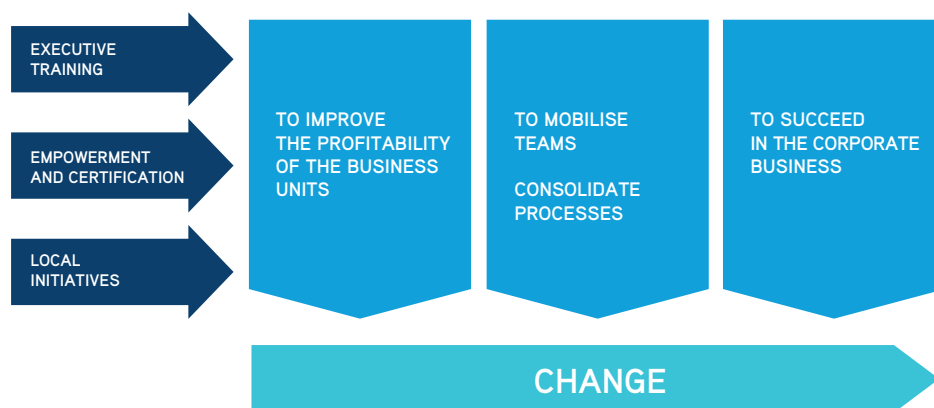 EXECUTIVE
TRAINING
EMPOWERMENT
AND CERTIFICATION
LOCAL
INITIATIVES
TO IMPROVE
THE PROFITABILITY
OF THE BUSINESS
UNITS
TO MOBILISE
TEAMS
CONSOLIDATE
PROCESSES
TO SUCCEED
IN THE CORPORATE
BUSINESS
CHANGE